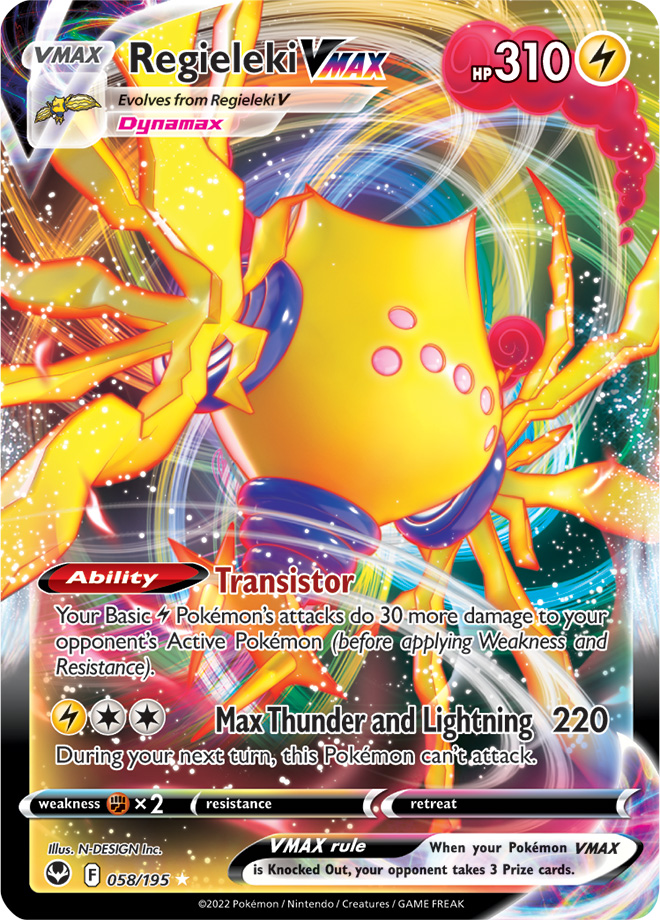 VMAX
Regieleki VMAX
HP 310
Evolves from Regieleki V
Dynamax
Ability Transistor
Your Basic Pokémon's attacks do 30 more damage to your
opponent's Active Pokémon (before applying Weakness and
Resistance).
Max Thunder and Lightning 220
During your next turn, this Pokémon can't attack.
weakness ×2 resistance retreat
Illus. N-DESIGN Inc.
F 058/195 ★
VMAX rule When your Pokémon VMAX
is Knocked Out, your opponent takes 3 Prize cards.
©2022 Pokémon / Nintendo / Creatures / GAME FREAK